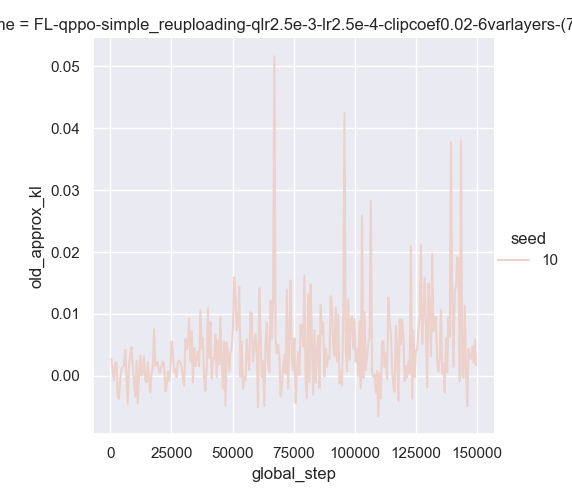 me = FL-qppo-simple_reuploading-qlr2.5e-3-lr2.5e-4-clipcoef0.02-6varlayers-(7
0.05
0.04
0.03
0.02
0.01
0.00
old_approx_kl
0 25000 50000 75000 100000 125000 150000
global_step
seed
10